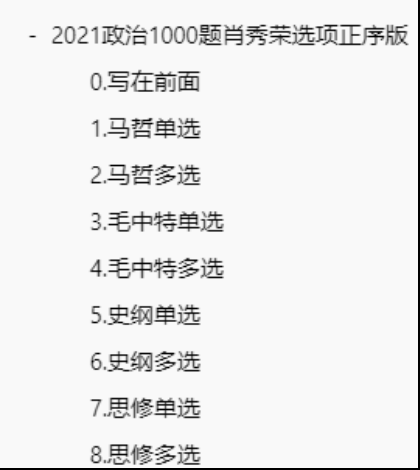 - 2021政治1000题肖秀荣选项正序版
0.写在前面
1.马哲单选
2.马哲多选
3.毛中特单选
4.毛中特多选
5.史纲单选
6.史纲多选
7.思修单选
8.思修多选